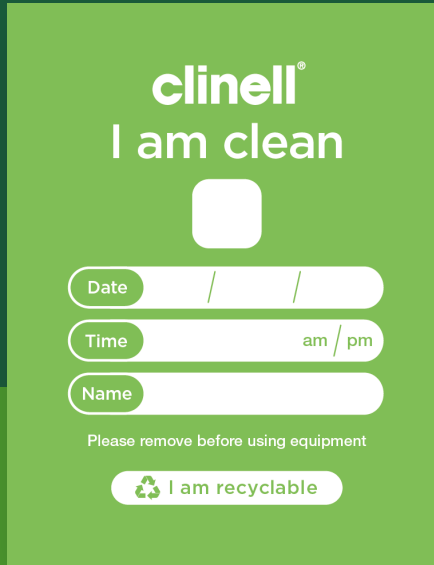 clinell®
I am clean
Date / /
Time am / pm
Name
Please remove before using equipment
I am recyclable